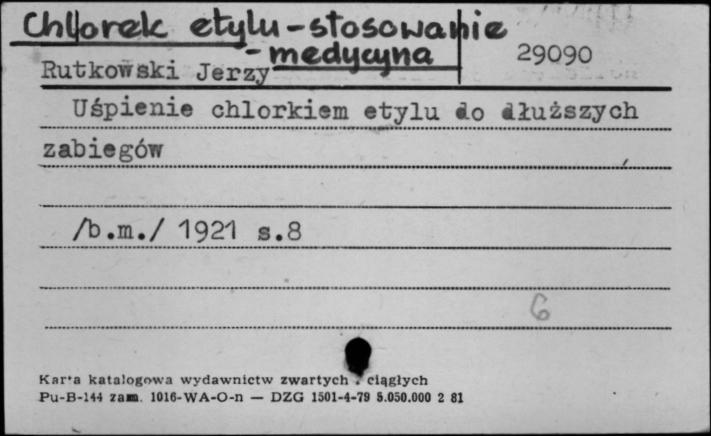 Chlorek etylu-stosowanie
-medycyna
29090
Rutkowski Jerzy
Uśpienie chlorkiem etylu do dłuższych
zabiegów
/b.m./ 1921 s.8
6
Karta katalogowa wydawnictw zwartych i ciągłych
Pu-B-144 zam. 1016-WA-O-n — DZG 1501-4-79 5.050.000 2 81